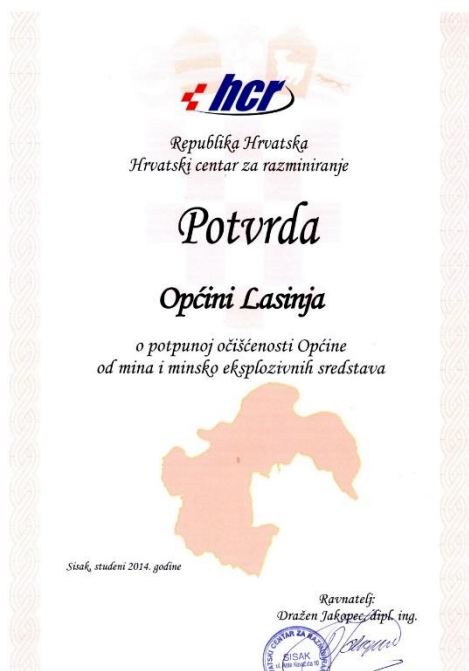 hcr
Republika Hrvatska
Hrvatski centar za razminiranje
Potvrda
Općini Lasinja
o potpunoj očišćenosti Općine
od mina i minsko eksplozivnih sredstava
Sisak, studeni 2014. godine
Ravnatelj:
Dražen Jakopec, dipl. ing.
SISAK